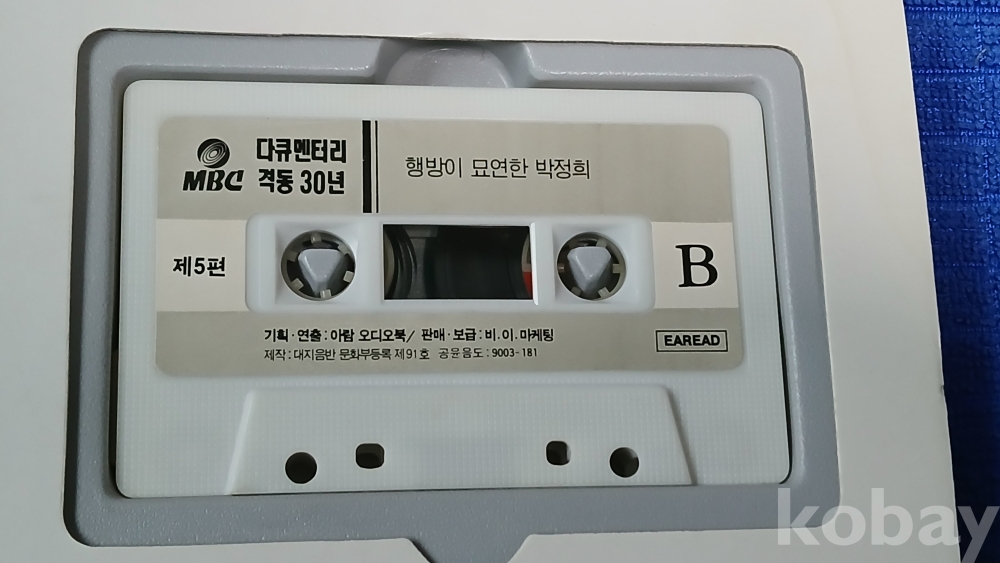 MBC
다큐멘터리
격동 30년
행방이 묘연한 박정희
제5편
B
기획·연출 : 아람 오디오북/ 판매·보급 : 비.이.마케팅
제작 : 대지음반 문화부등록 제91호 공윤음도 : 9003-181
EAREAD
kobay